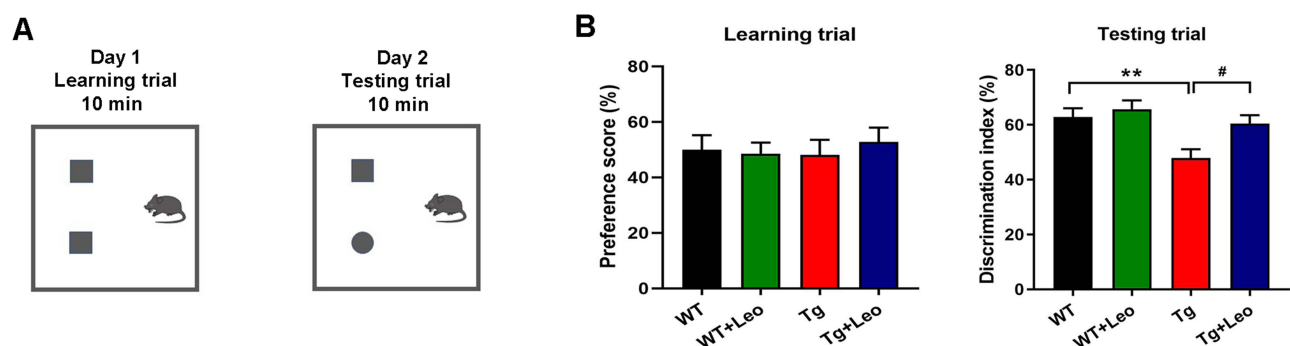 A
Day 1
Learning trial
10 min
Day 2
Testing trial
10 min
B
Learning trial
Preference score (%)
80
60
40
20
0
WT
WT+Leo
Tg
Tg+Leo
Testing trial
Discrimination index (%)
80
60
40
20
0
**
#
WT
WT+Leo
Tg
Tg+Leo